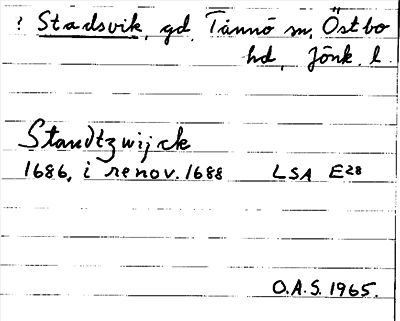 ? Stadsvik, gd, Tånnö sn, Östbo
hd, Jönk. l.
Standtzwijck
1686, i renov. 1688 LSA E28
O.A.S. 1965.